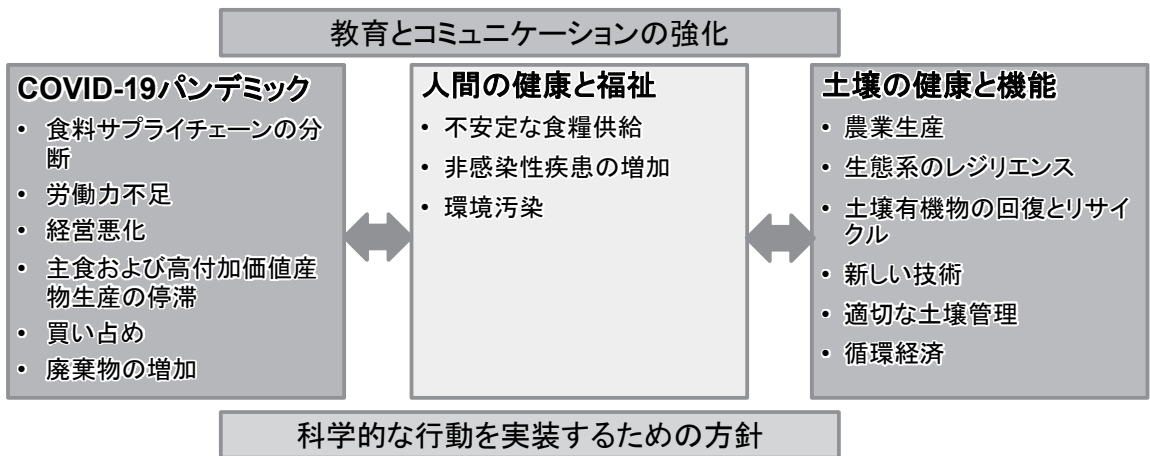 教育とコミュニケーションの強化
COVID-19パンデミック
• 食料サプライチェーンの分
断
• 労働力不足
• 経営悪化
• 主食および高付加価値産
物生産の停滞
• 買い占め
• 廃棄物の増加
人間の健康と福祉
• 不安定な食糧供給
• 非感染性疾患の増加
• 環境汚染
土壌の健康と機能
• 農業生産
• 生態系のレジリエンス
• 土壌有機物の回復とリサイ
クル
• 新しい技術
• 適切な土壌管理
• 循環経済
科学的な行動を実装するための方針